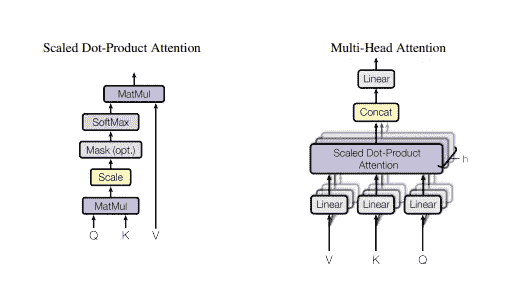 Scaled Dot-Product Attention
MatMul
SoftMax
Mask (opt.)
Scale
MatMul
Q K V
Multi-Head Attention
Linear
Concat
Scaled Dot-Product
Attention
h
Linear Linear Linear
V K Q